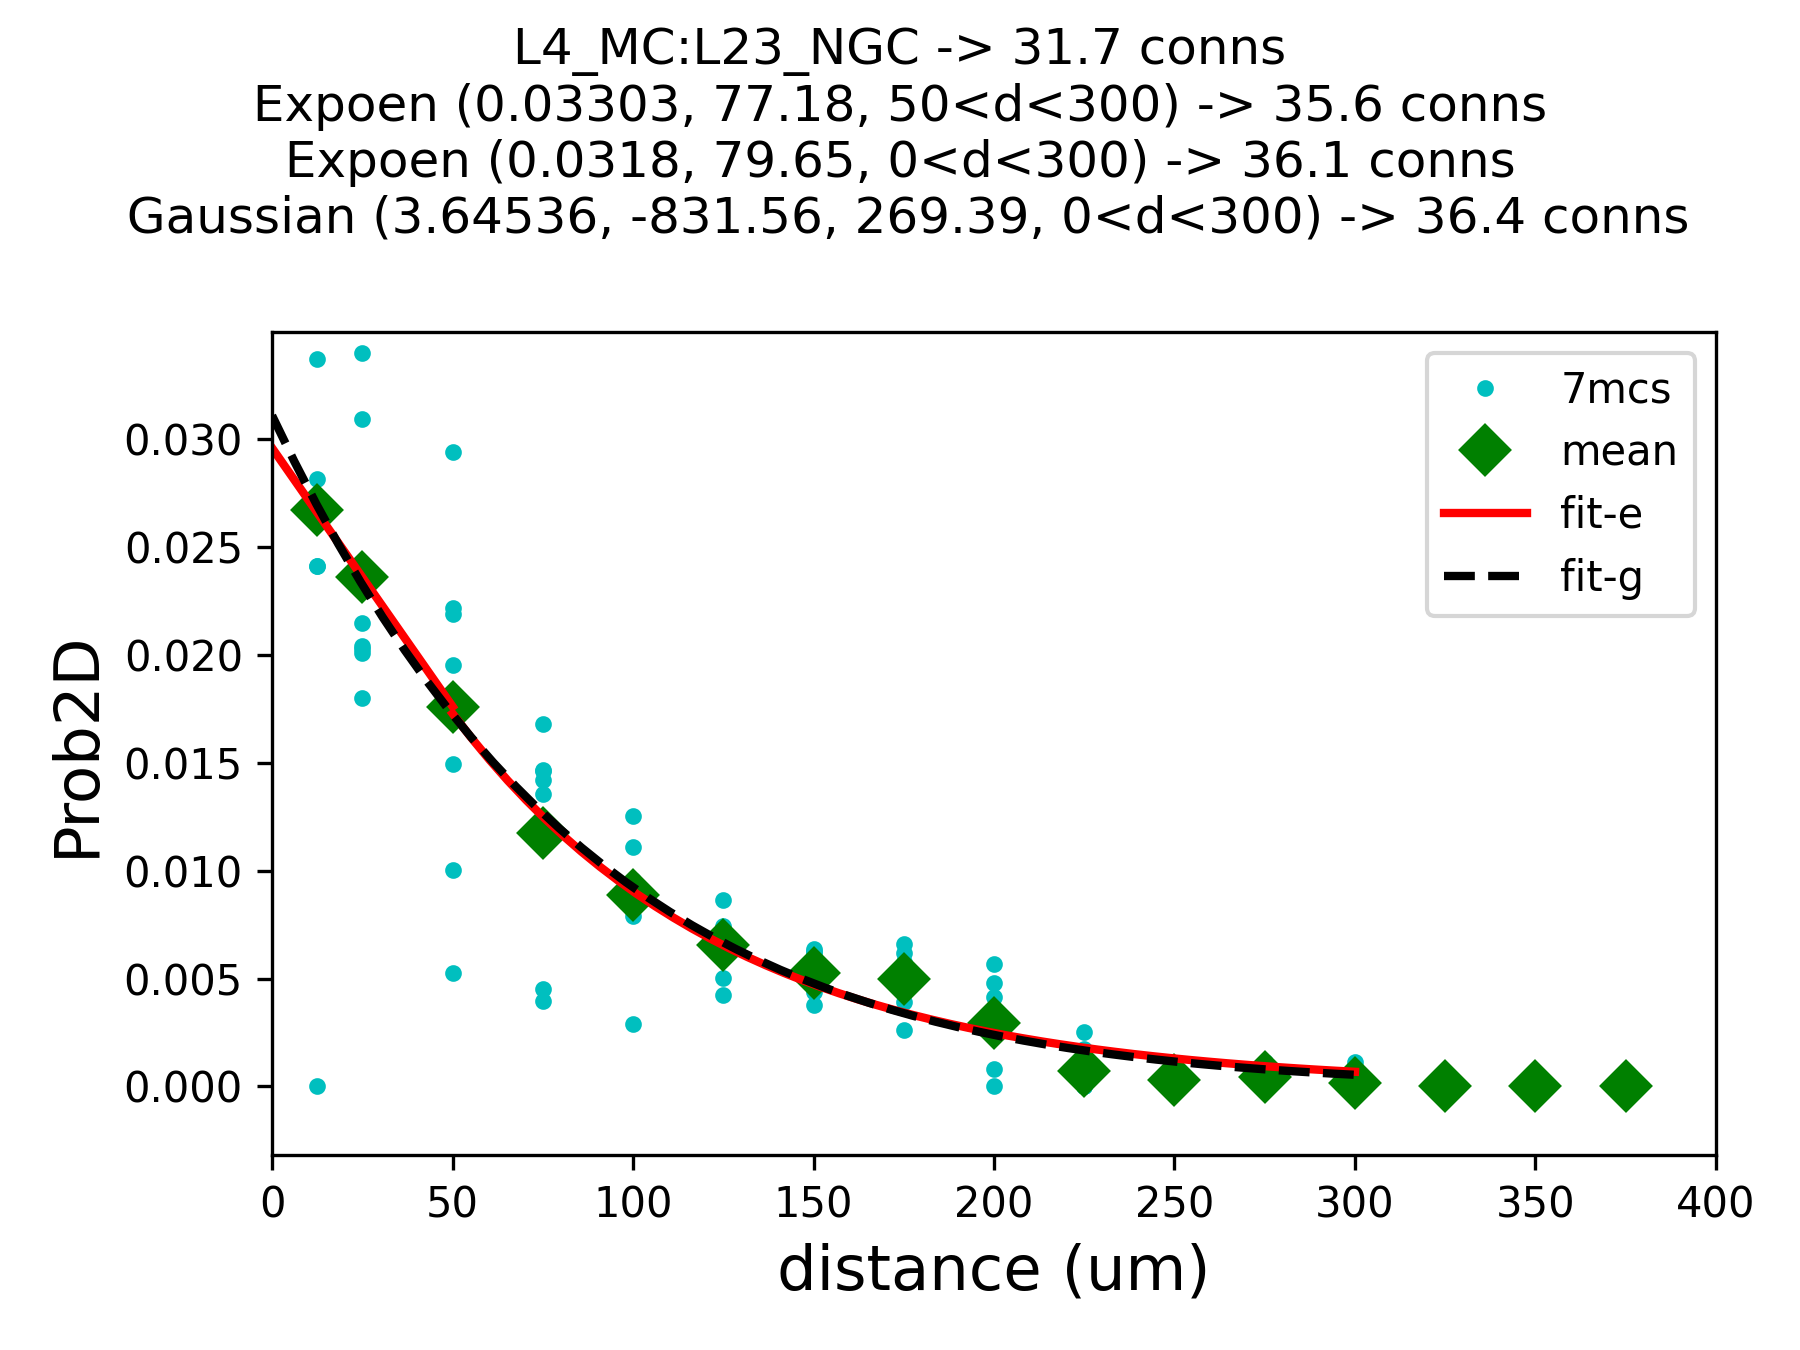 L4_MC:L23_NGC -> 31.7 conns
Expoen (0.03303, 77.18, 50<d<300) -> 35.6 conns
Expoen (0.0318, 79.65, 0<d<300) -> 36.1 conns
Gaussian (3.64536, -831.56, 269.39, 0<d<300) -> 36.4 conns
7mcs
mean
fit-e
fit-g
Prob2D
0.030
0.025
0.020
0.015
0.010
0.005
0.000
0 50 100 150 200 250 300 350 400
distance (um)